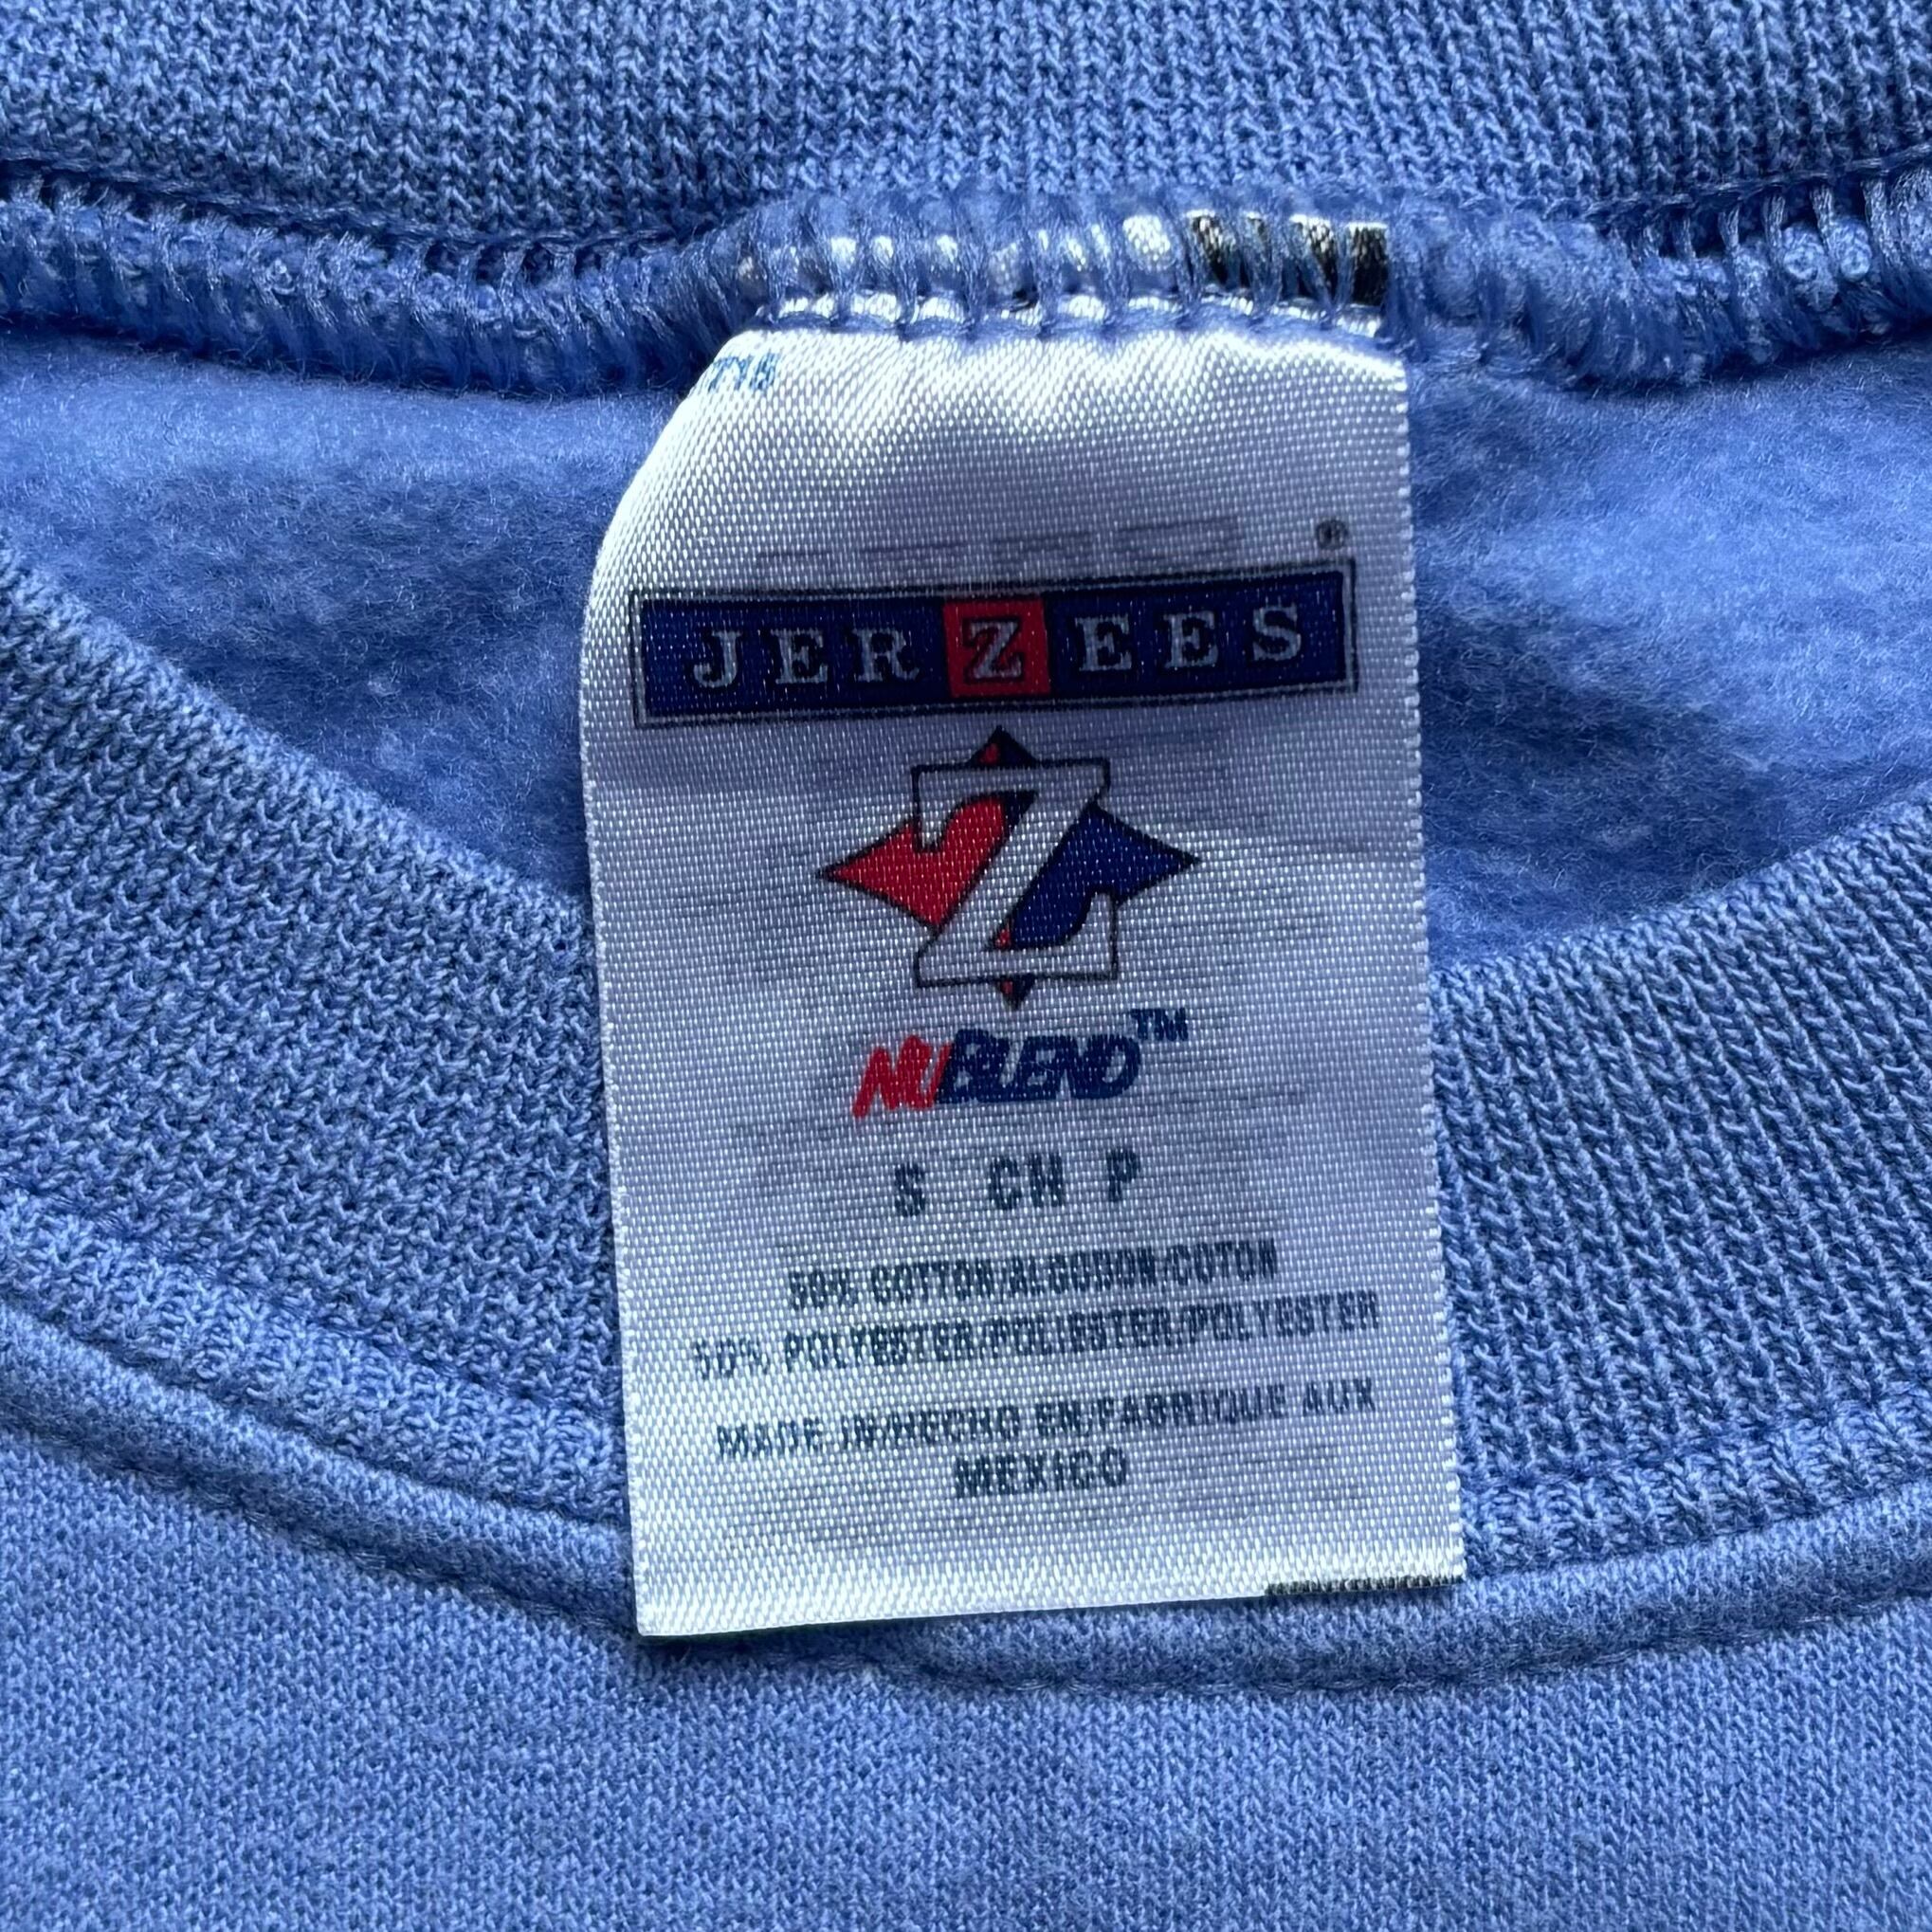 ®
JERZEES
Z
NUBLEND™
S CH P
50% COTTON/ALGODON/COTON
50% POLYESTER/POLIESTER/POLYESTER
MADE IN/HECHO EN/FABRIQUE AUX
MEXICO